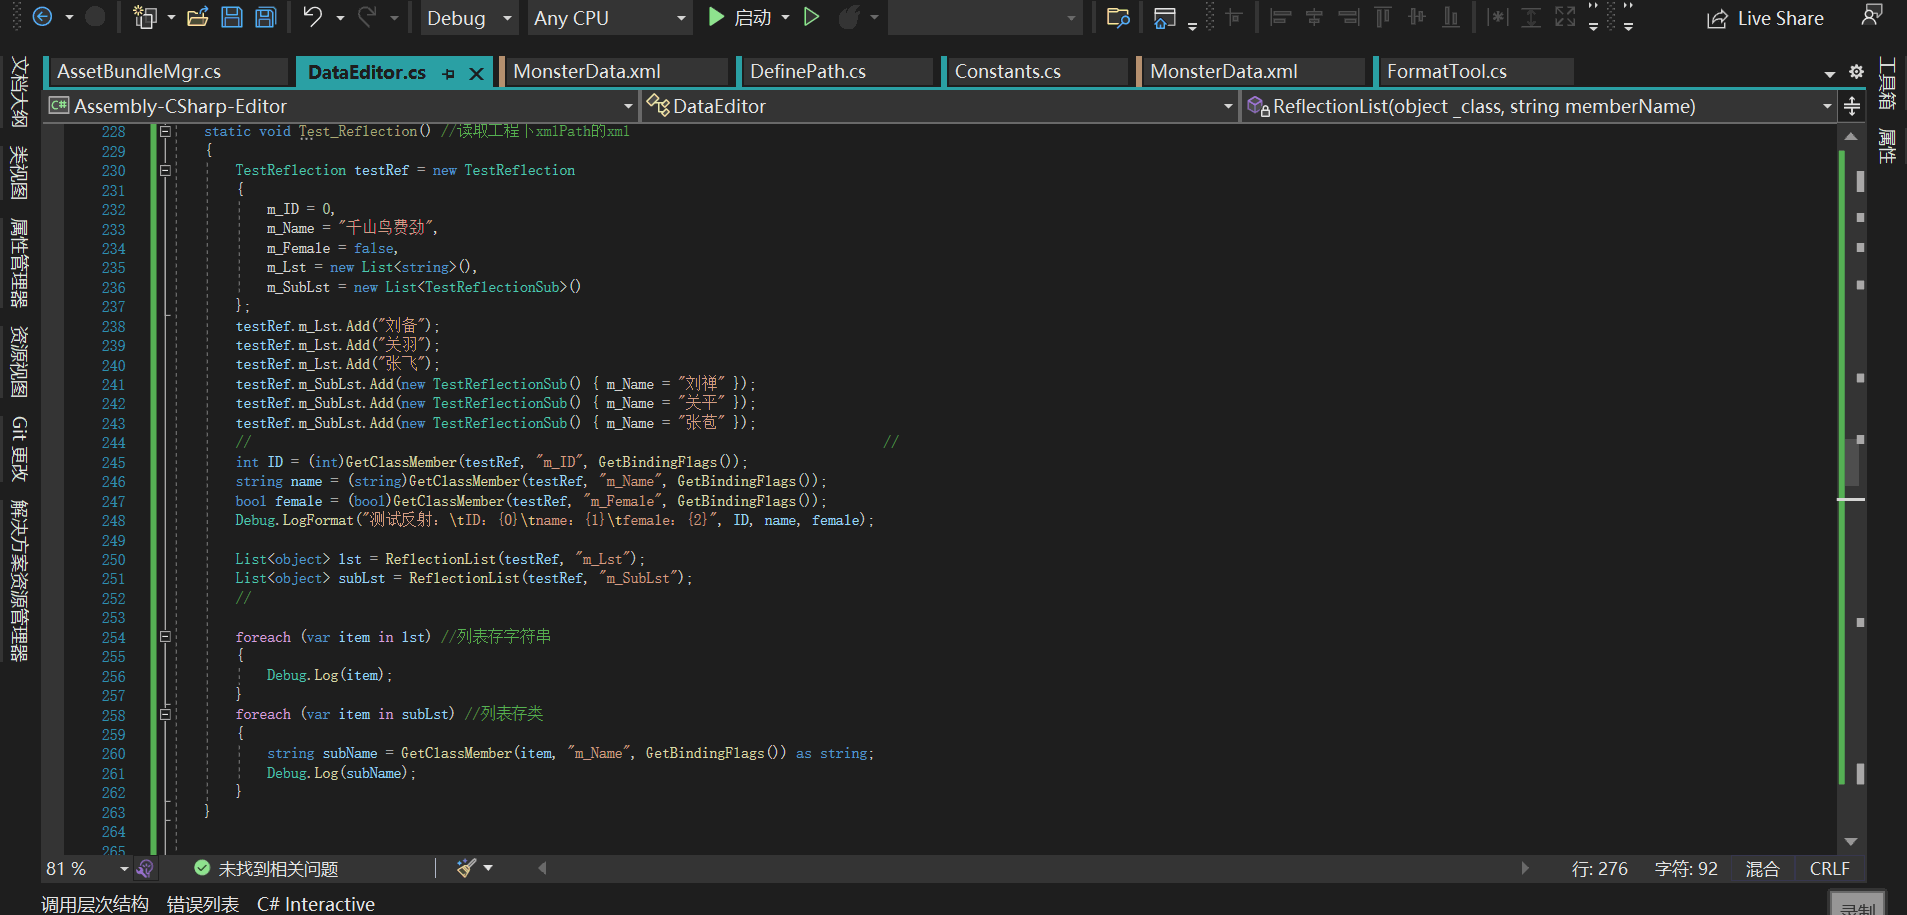 Debug
Any CPU
启动
Live Share
AssetBundleMgr.cs
DataEditor.cs
MonsterData.xml
DefinePath.cs
Constants.cs
MonsterData.xml
FormatTool.cs
C# Assembly-CSharp-Editor
DataEditor
ReflectionList(object _class, string memberName)
文档大纲
类视图
属性管理器
资源视图
Git 更改
解决方案资源管理器
工具箱
属性
228 static void Test_Reflection() //读取工程下xmlPath的xml
229 {
230 TestReflection testRef = new TestReflection
231 {
232 m_ID = 0,
233 m_Name = "千山鸟费劲",
234 m_Female = false,
235 m_Lst = new List<string>(),
236 m_SubLst = new List<TestReflectionSub>()
237 };
238 testRef.m_Lst.Add("刘备");
239 testRef.m_Lst.Add("关羽");
240 testRef.m_Lst.Add("张飞");
241 testRef.m_SubLst.Add(new TestReflectionSub() { m_Name = "刘禅" });
242 testRef.m_SubLst.Add(new TestReflectionSub() { m_Name = "关平" });
243 testRef.m_SubLst.Add(new TestReflectionSub() { m_Name = "张苞" });
244 // //
245 int ID = (int)GetClassMember(testRef, "m_ID", GetBindingFlags());
246 string name = (string)GetClassMember(testRef, "m_Name", GetBindingFlags());
247 bool female = (bool)GetClassMember(testRef, "m_Female", GetBindingFlags());
248 Debug.LogFormat("测试反射：\tID：{0}\tname：{1}\tfemale：{2}", ID, name, female);
249
250 List<object> lst = ReflectionList(testRef, "m_Lst");
251 List<object> subLst = ReflectionList(testRef, "m_SubLst");
252 //
253
254 foreach (var item in lst) //列表存字符串
255 {
256 Debug.Log(item);
257 }
258 foreach (var item in subLst) //列表存类
259 {
260 string subName = GetClassMember(item, "m_Name", GetBindingFlags()) as string;
261 Debug.Log(subName);
262 }
263 }
264
265
81 %
未找到相关问题
行: 276
字符: 92
混合
CRLF
调用层次结构
错误列表
C# Interactive
录制